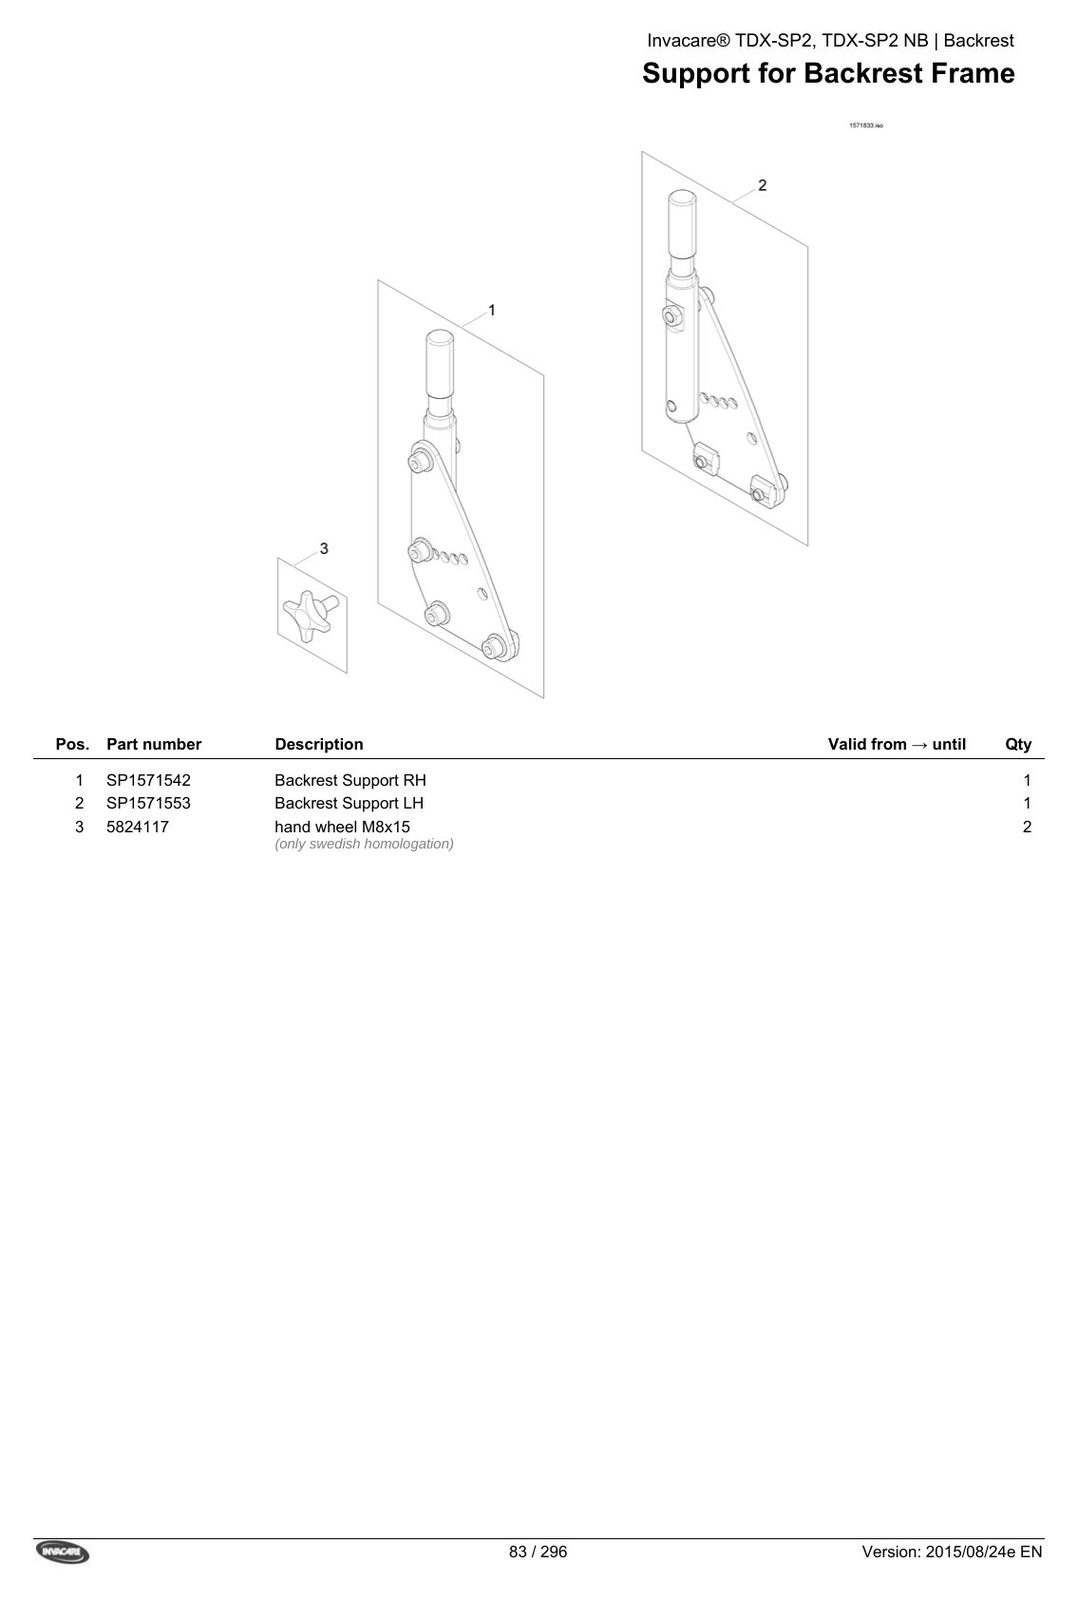 Invacare® TDX-SP2, TDX-SP2 NB | Backrest
Support for Backrest Frame
1571833.iso
2
1
3
Pos. Part number Description Valid from → until Qty
1 SP1571542 Backrest Support RH 1
2 SP1571553 Backrest Support LH 1
3 5824117 hand wheel M8x15 2
(only swedish homologation)
INVACARE 83 / 296 Version: 2015/08/24e EN